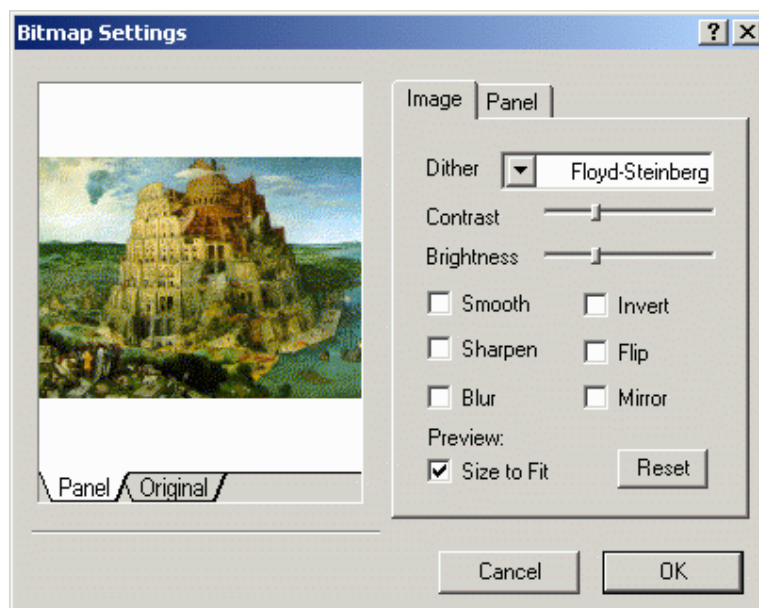 Bitmap Settings
Image Panel
Dither Floyd-Steinberg
Contrast
Brightness
Smooth Invert
Sharpen Flip
Blur Mirror
Preview:
Size to Fit Reset
Panel Original
Cancel OK